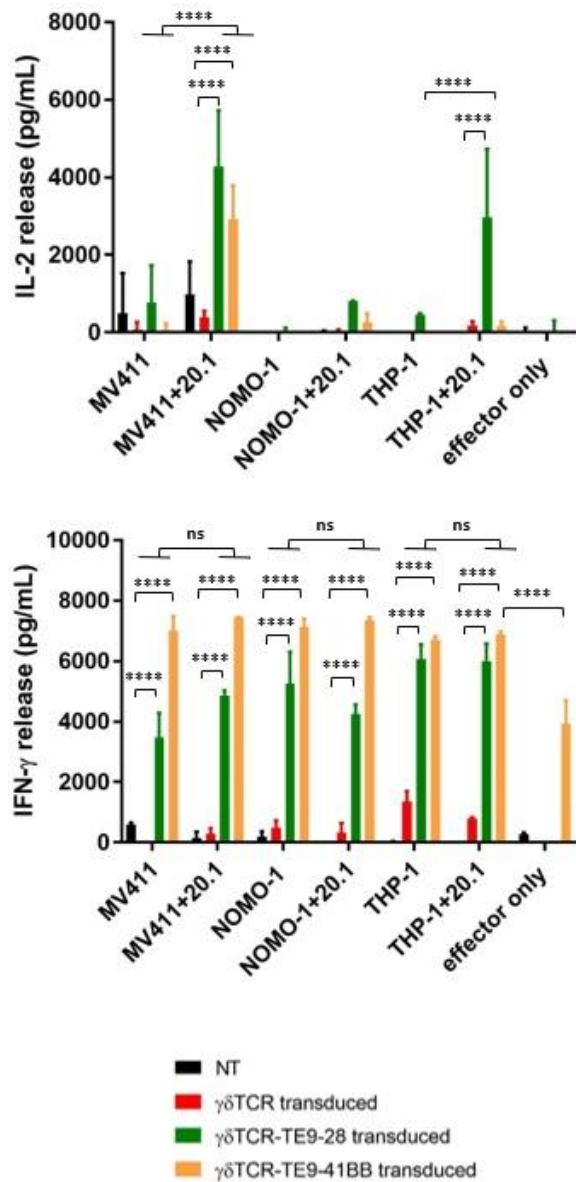 IL-2 release (pg/mL)
8000
6000
4000
2000
0
****
****
****
****
****
MV411
MV411+20.1
NOMO-1
NOMO-1+20.1
THP-1
THP-1+20.1
effector only
IFN-γ release (pg/mL)
10000
8000
6000
4000
2000
0
ns
ns
ns
****
****
****
****
****
****
****
****
****
****
****
****
****
MV411
MV411+20.1
NOMO-1
NOMO-1+20.1
THP-1
THP-1+20.1
effector only
NT
γδTCR transduced
γδTCR-TE9-28 transduced
γδTCR-TE9-41BB transduced